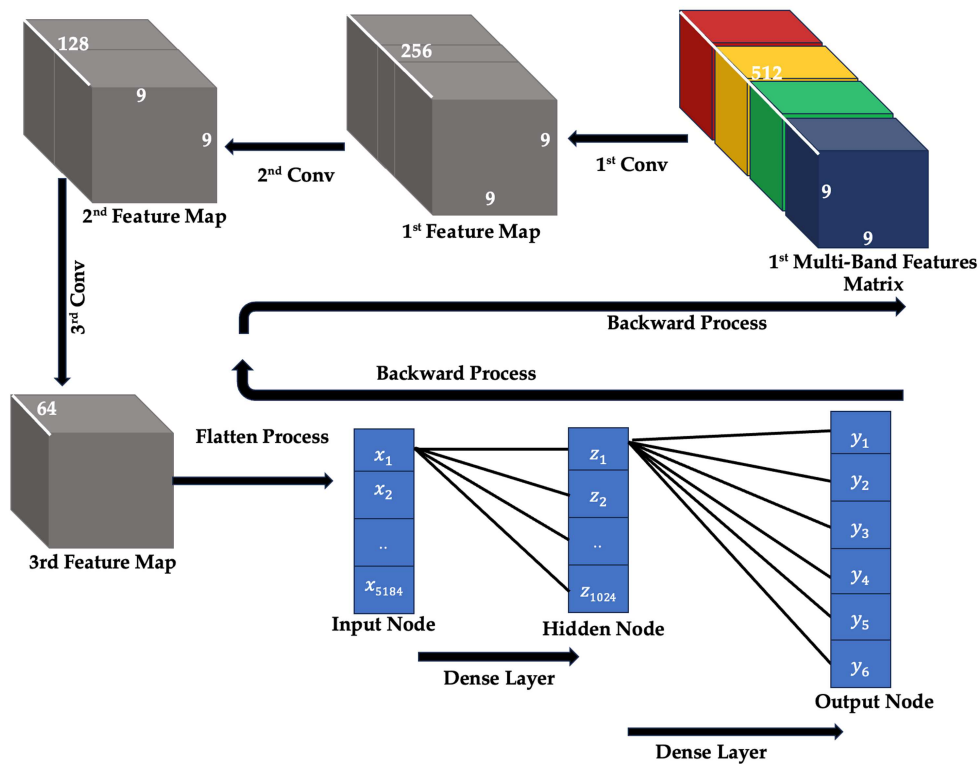 128
9
9
2nd Feature Map
2nd Conv
256
9
9
1st Feature Map
1st Conv
512
9
9
1st Multi-Band Features
Matrix
3rd Conv
Backward Process
Backward Process
64
3rd Feature Map
Flatten Process
x1
x2
..
x5184
Input Node
Dense Layer
z1
z2
..
z1024
Hidden Node
Dense Layer
y1
y2
y3
y4
y5
y6
Output Node